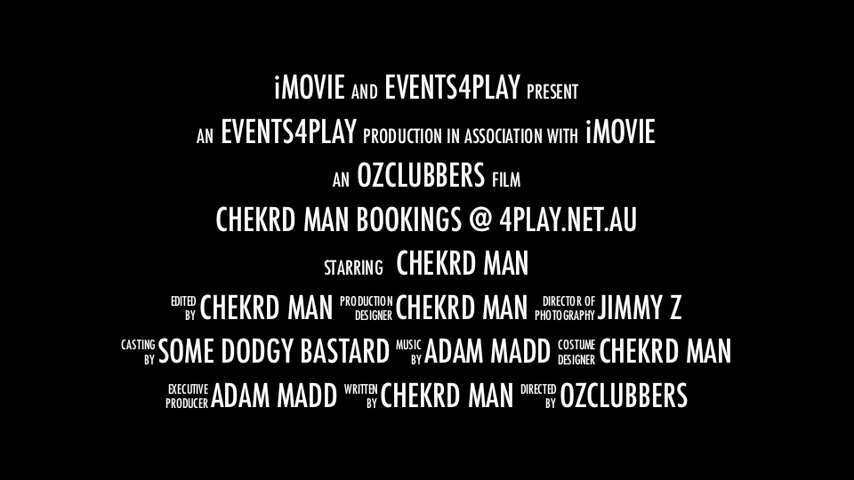 iMOVIE AND EVENTS4PLAY PRESENT
AN EVENTS4PLAY PRODUCTION IN ASSOCIATION WITH iMOVIE
AN OZCLUBBERS FILM
CHEKRD MAN BOOKINGS @ 4PLAY.NET.AU
STARRING CHEKRD MAN
EDITED BY CHEKRD MAN PRODUCTION DESIGNER CHEKRD MAN DIRECTOR OF PHOTOGRAPHY JIMMY Z
CASTING BY SOME DODGY BASTARD MUSIC BY ADAM MADD COSTUME DESIGNER CHEKRD MAN
EXECUTIVE PRODUCER ADAM MADD WRITTEN BY CHEKRD MAN DIRECTED BY OZCLUBBERS